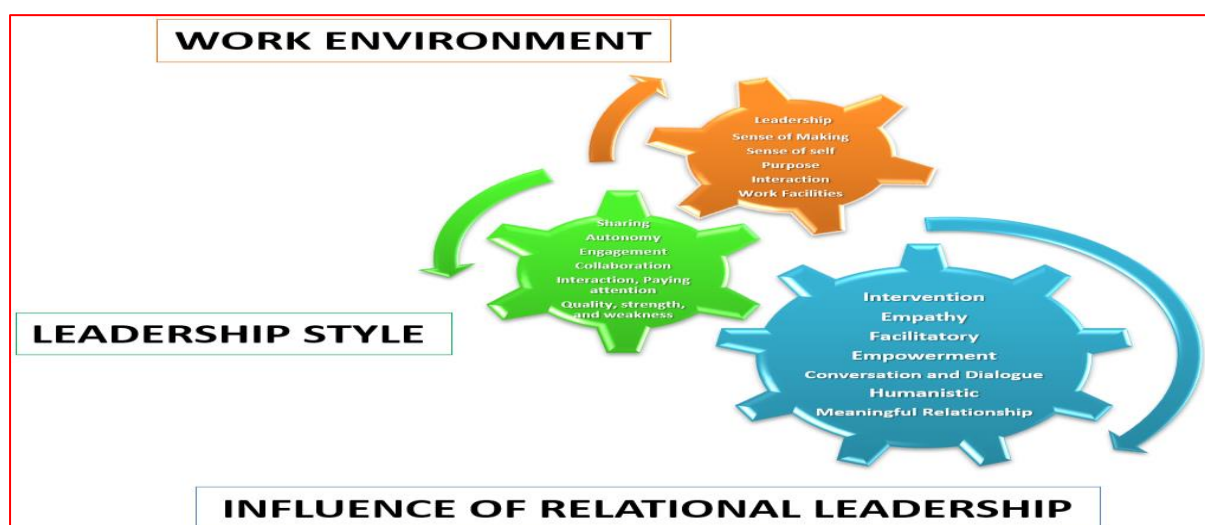 WORK ENVIRONMENT
Leadership
Sense of Making
Sense of self
Purpose
Interaction
Work Facilities
Sharing
Autonomy
Engagement
Collaboration
Interaction, Paying
attention
Quality, strength,
and weakness
LEADERSHIP STYLE
Intervention
Empathy
Facilitatory
Empowerment
Conversation and Dialogue
Humanistic
Meaningful Relationship
INFLUENCE OF RELATIONAL LEADERSHIP